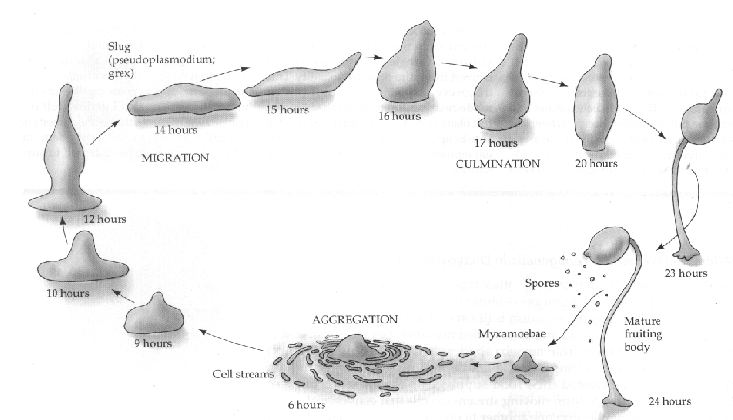 Slug
(pseudoplasmodium;
grex)
14 hours
MIGRATION
15 hours
16 hours
17 hours
CULMINATION
20 hours
23 hours
12 hours
10 hours
9 hours
AGGREGATION
Cell streams
6 hours
Myxamoebae
Spores
Mature
fruiting
body
24 hours